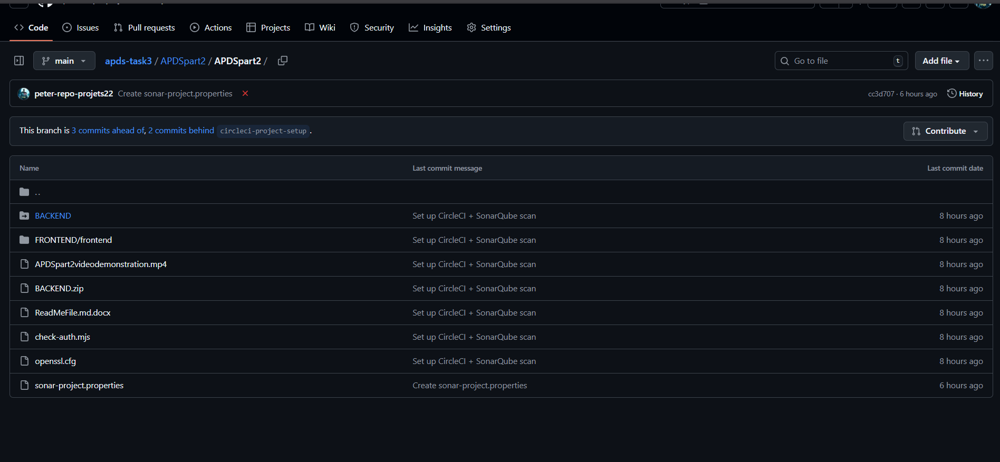 Code Issues Pull requests Actions Projects Wiki Security Insights Settings
main apds-task3 / APDSpart2 / APDSpart2 / Go to file t Add file ...
peter-repo-projets22 Create sonar-project.properties cc3d707 · 6 hours ago History
This branch is 3 commits ahead of, 2 commits behind circleci-project-setup . Contribute
Name Last commit message Last commit date
..
BACKEND Set up CircleCI + SonarQube scan 8 hours ago
FRONTEND/frontend Set up CircleCI + SonarQube scan 8 hours ago
APDSpart2videodemonstration.mp4 Set up CircleCI + SonarQube scan 8 hours ago
BACKEND.zip Set up CircleCI + SonarQube scan 8 hours ago
ReadMeFile.md.docx Set up CircleCI + SonarQube scan 8 hours ago
check-auth.mjs Set up CircleCI + SonarQube scan 8 hours ago
openssl.cfg Set up CircleCI + SonarQube scan 8 hours ago
sonar-project.properties Create sonar-project.properties 6 hours ago